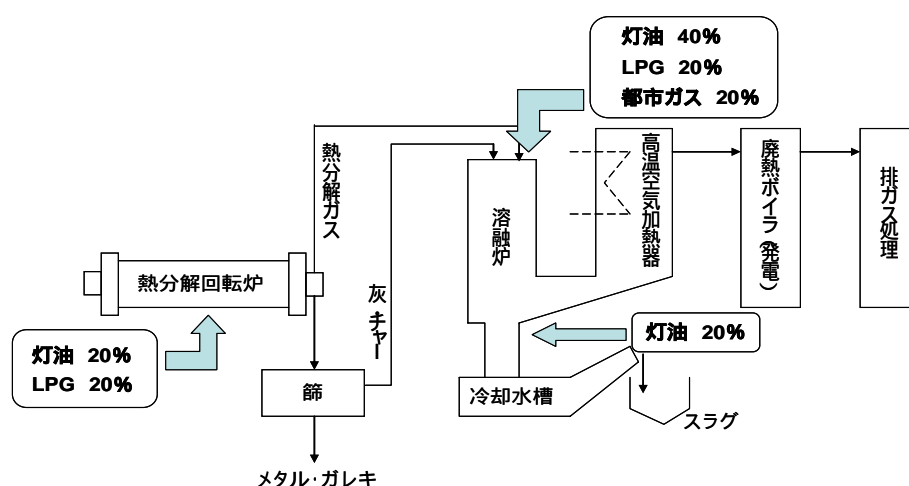 灯油 40%
LPG 20%
都市ガス 20%
熱分解ガス
溶融炉
高温空気加熱器
廃熱ボイラ(発電)
排ガス処理
熱分解回転炉
灰・チャー
灯油 20%
灯油 20%
LPG 20%
篩
冷却水槽
スラグ
メタル・ガレキ